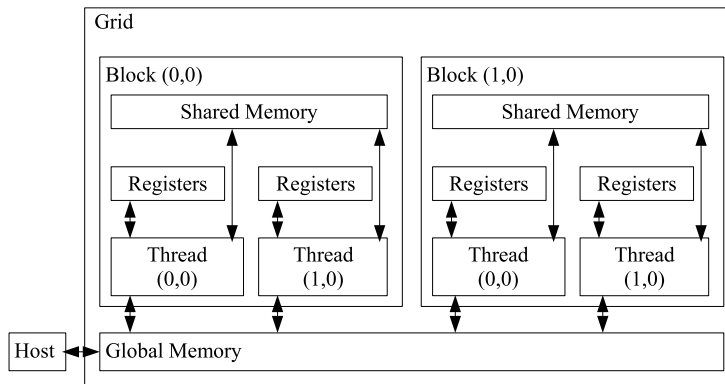 Grid
Block (0,0)
Block (1,0)
Shared Memory
Shared Memory
Registers
Registers
Registers
Registers
Thread
(0,0)
Thread
(1,0)
Thread
(0,0)
Thread
(1,0)
Host
Global Memory